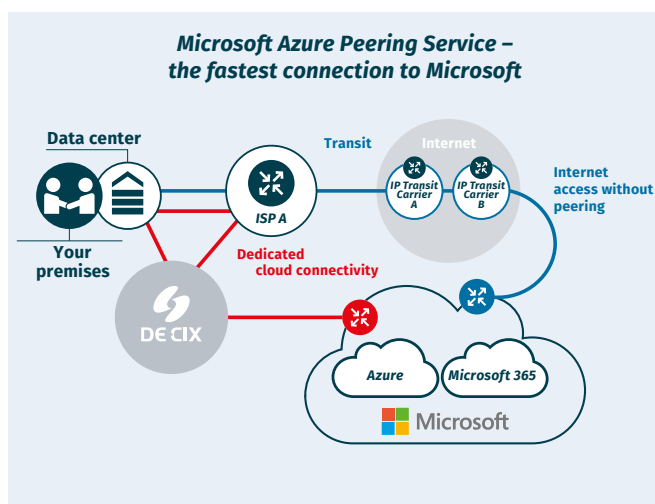 Microsoft Azure Peering Service –
the fastest connection to Microsoft
Data center
Your
premises
ISP A
Transit
Internet
IP Transit
Carrier
A
IP Transit
Carrier
B
Internet
access without
peering
Dedicated
cloud connectivity
DE CIX
Azure
Microsoft 365
Microsoft